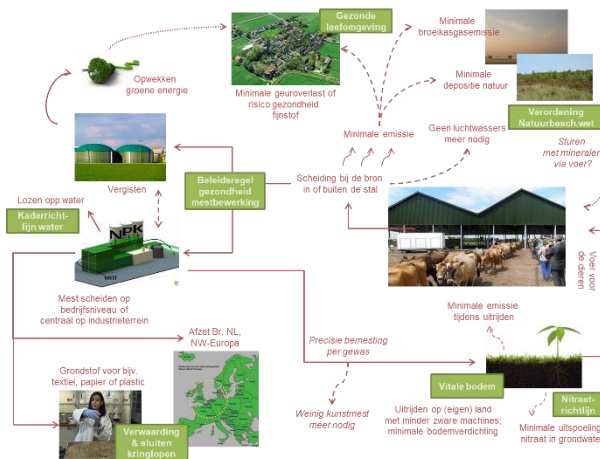 Gezonde
leefomgeving
Minimale
broeikasgasemissie
Opwekken
groene energie
Minimale geuroverlast of
risico gezondheid
fijnstof
Minimale
depositie natuur
Verordening
Natuurbesch.wet
Minimale emissie
Geen luchtwassers
meer nodig
Sturen
met mineralen
via voer?
Vergisten
Beleidsregel
gezondheid
mestbewerking
Scheiding bij de bron
in of buiten de stal
Lozen opp.water
Kaderricht-
lijn water
NPK
MEST
Voer voor
de dieren
Mest scheiden op
bedrijfsniveau of
centraal op industrieterrein
Minimale emissie
tijdens uitrijden
Afzet Br, NL,
NW-Europa
Precisie bemesting
per gewas
Grondstof voor bijv.
textiel, papier of plastic
Vitale bodem
Nitraat-
richtlijn
Weinig kunstmest
meer nodig
Uitrijden op (eigen) land
met minder zware machines;
minimale bodemverdichting
Minimale uitspoeling
nitraat in grondwate
Verwaarding
& sluiten
kringlopen